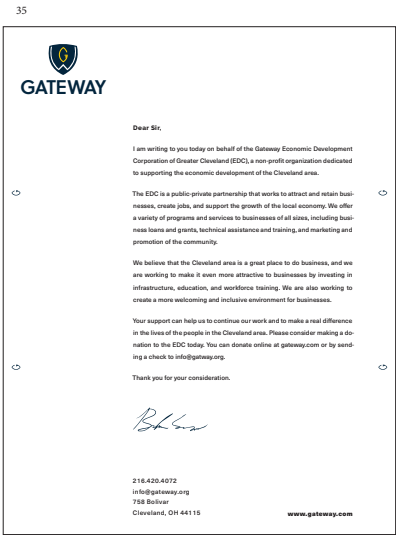 35
GATEWAY
Dear Sir,
I am writing to you today on behalf of the Gateway Economic Development
Corporation of Greater Cleveland (EDC), a non-profit organization dedicated
to supporting the economic development of the Cleveland area.
The EDC is a public-private partnership that works to attract and retain busi-
nesses, create jobs, and support the growth of the local economy. We offer
a variety of programs and services to businesses of all sizes, including busi-
ness loans and grants, technical assistance and training, and marketing and
promotion of the community.
We believe that the Cleveland area is a great place to do business, and we
are working to make it even more attractive to businesses by investing in
infrastructure, education, and workforce training. We are also working to
create a more welcoming and inclusive environment for businesses.
Your support can help us to continue our work and to make a real difference
in the lives of the people in the Cleveland area. Please consider making a do-
nation to the EDC today. You can donate online at gateway.com or by send-
ing a check to info@gatway.org.
Thank you for your consideration.
216.420.4072
info@gateway.org
758 Bolivar
Cleveland, OH 44115
www.gateway.com